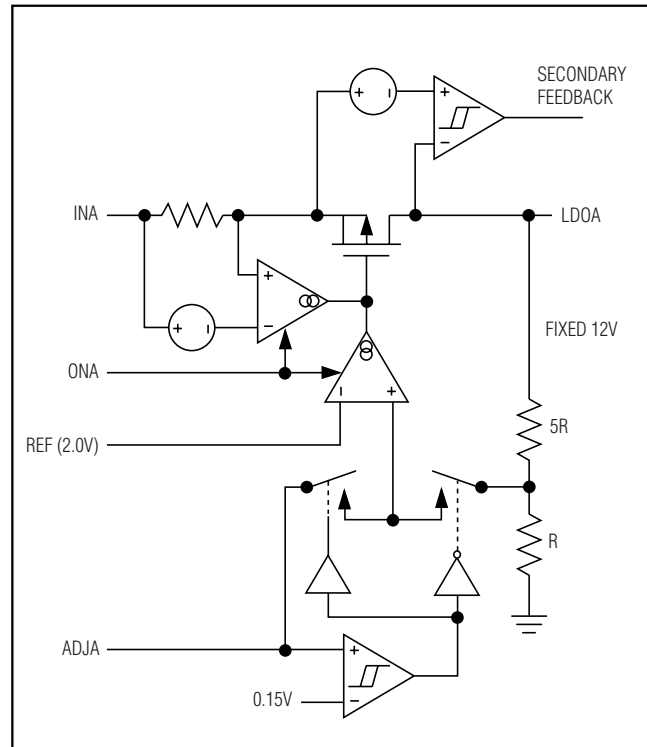 SECONDARY
FEEDBACK
+
−
+
−
INA
LDOA
+
−
+
−
FIXED 12V
ONA
−
+
REF (2.0V)
5R
R
ADJA
+
0.15V
−